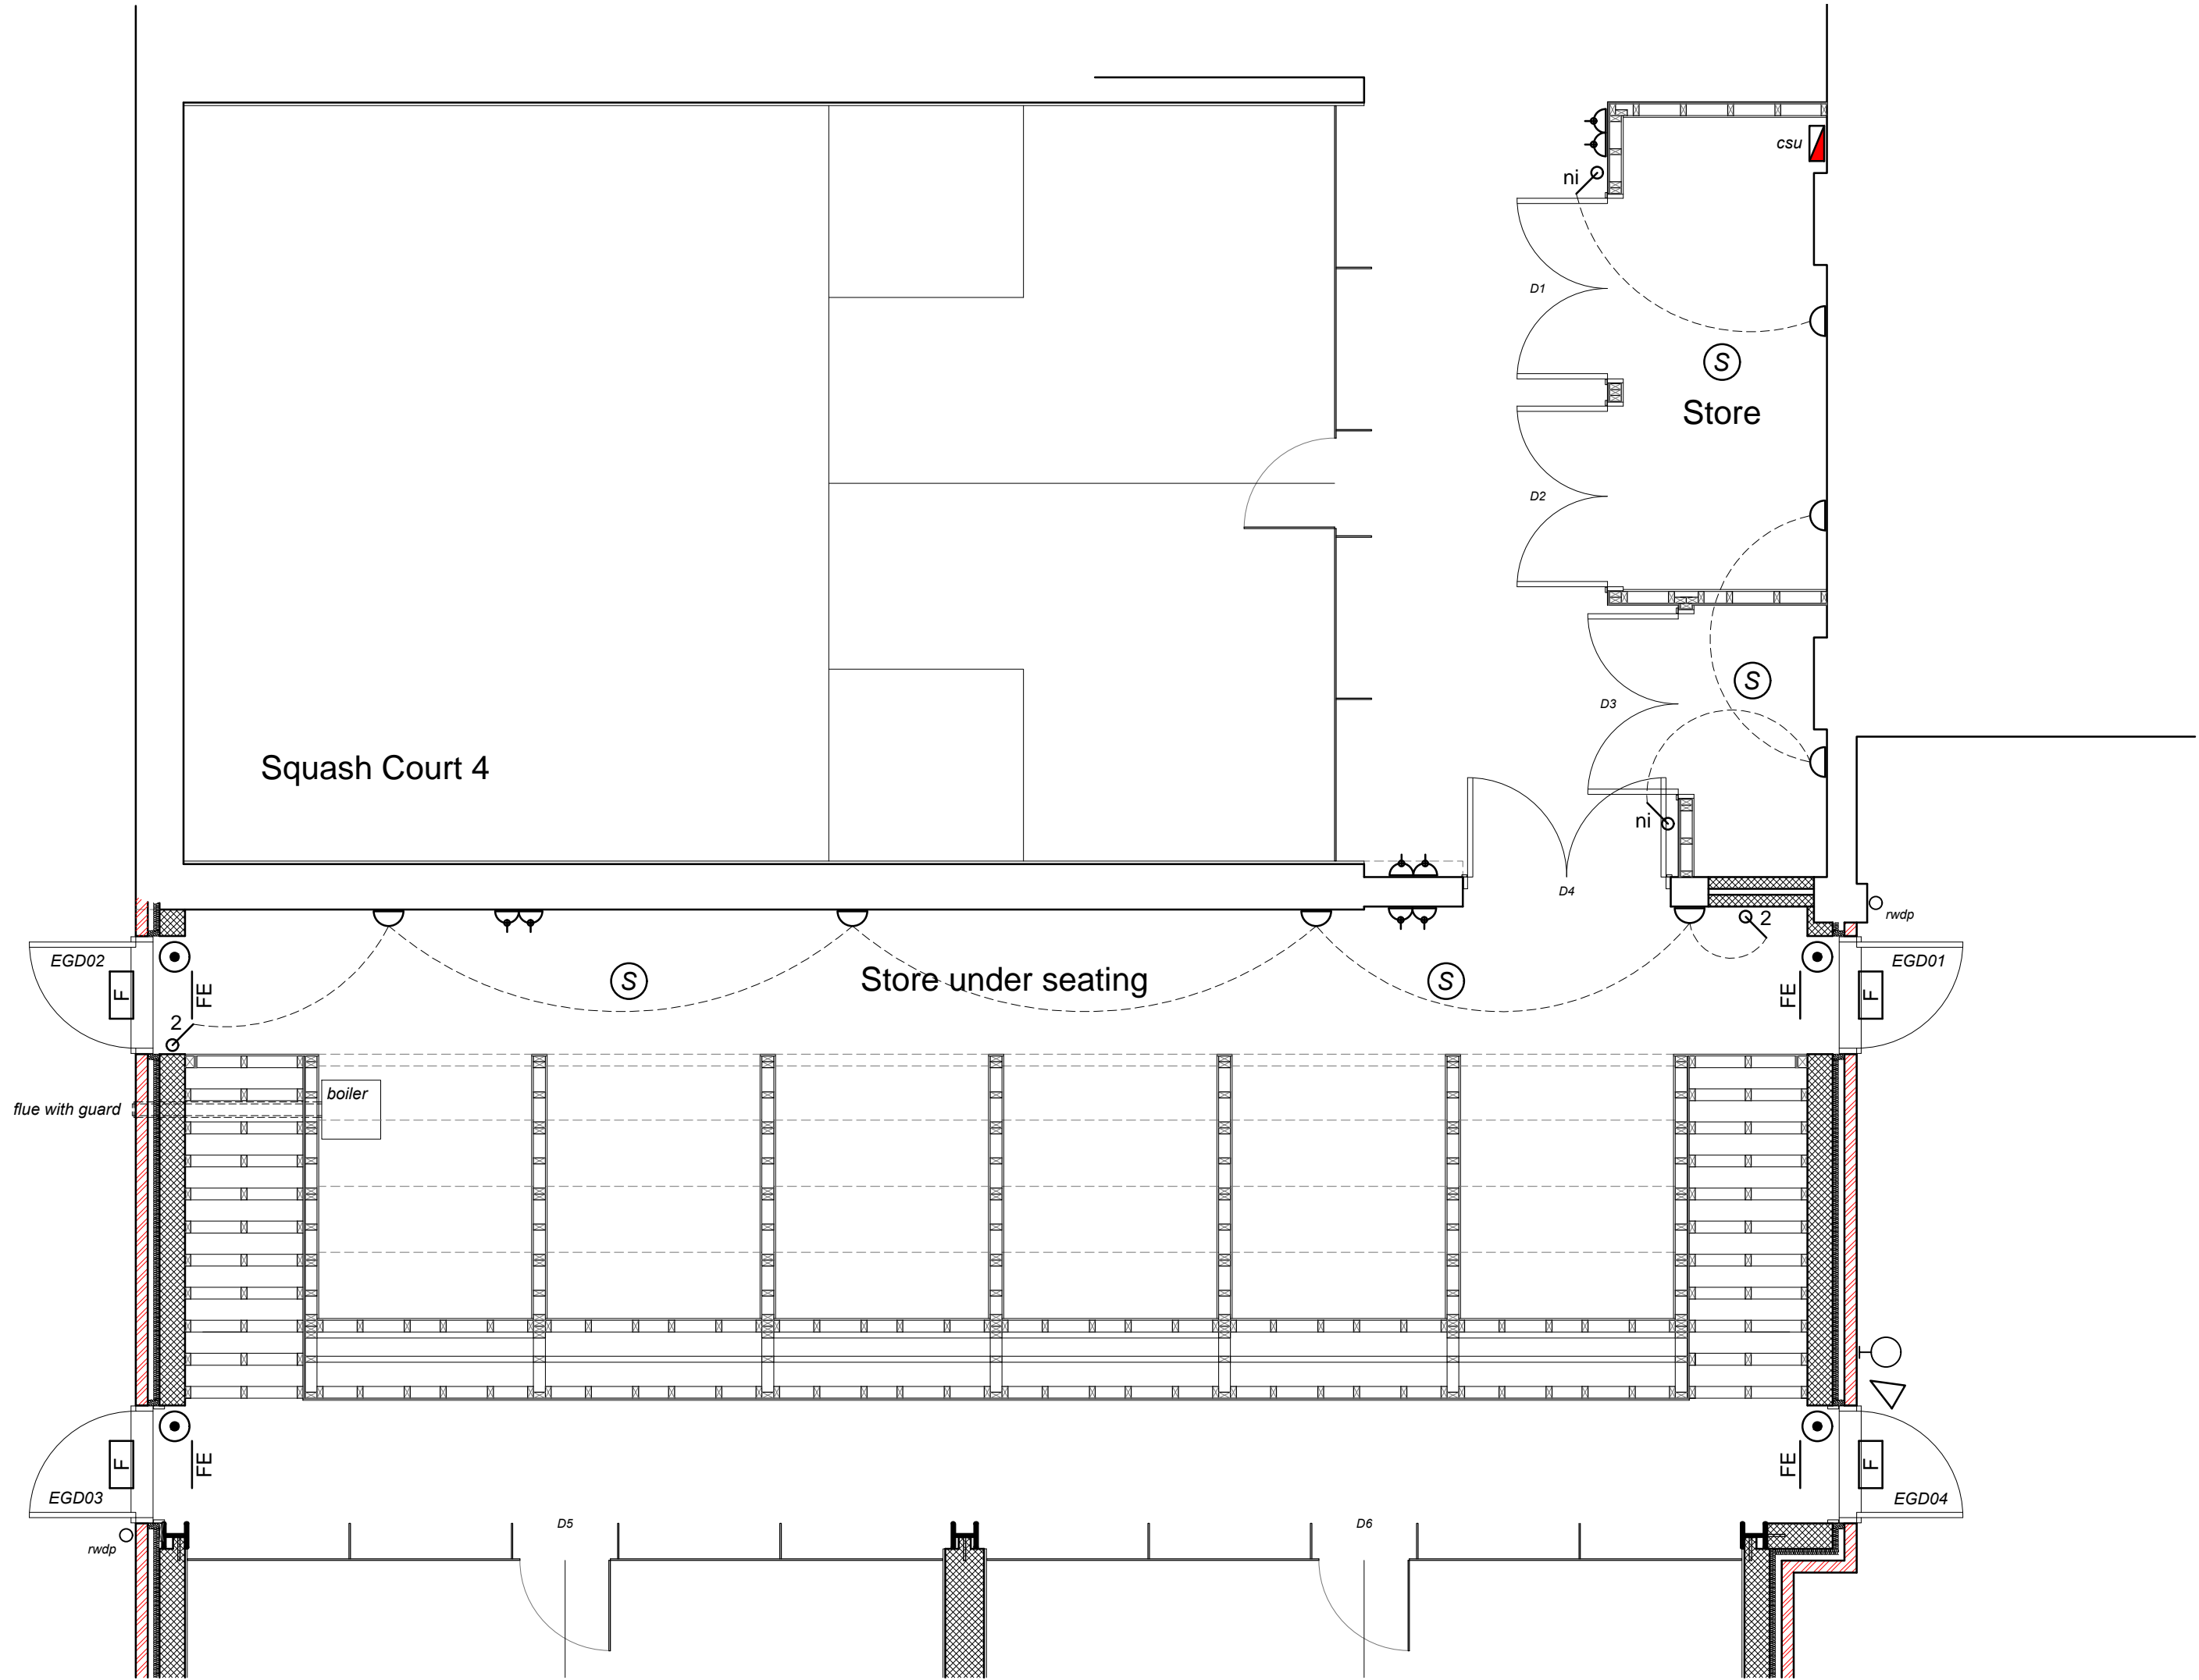 csu
ni
D1
S
Store
D2
S
D3
Squash Court 4
ni
D4
rwdp
2
EGD02
EGD01
S
Store under seating
S
F
FE
FE
F
2
boiler
flue with guard
F
FE
FE
F
EGD03
EGD04
D5
D6
rwdp